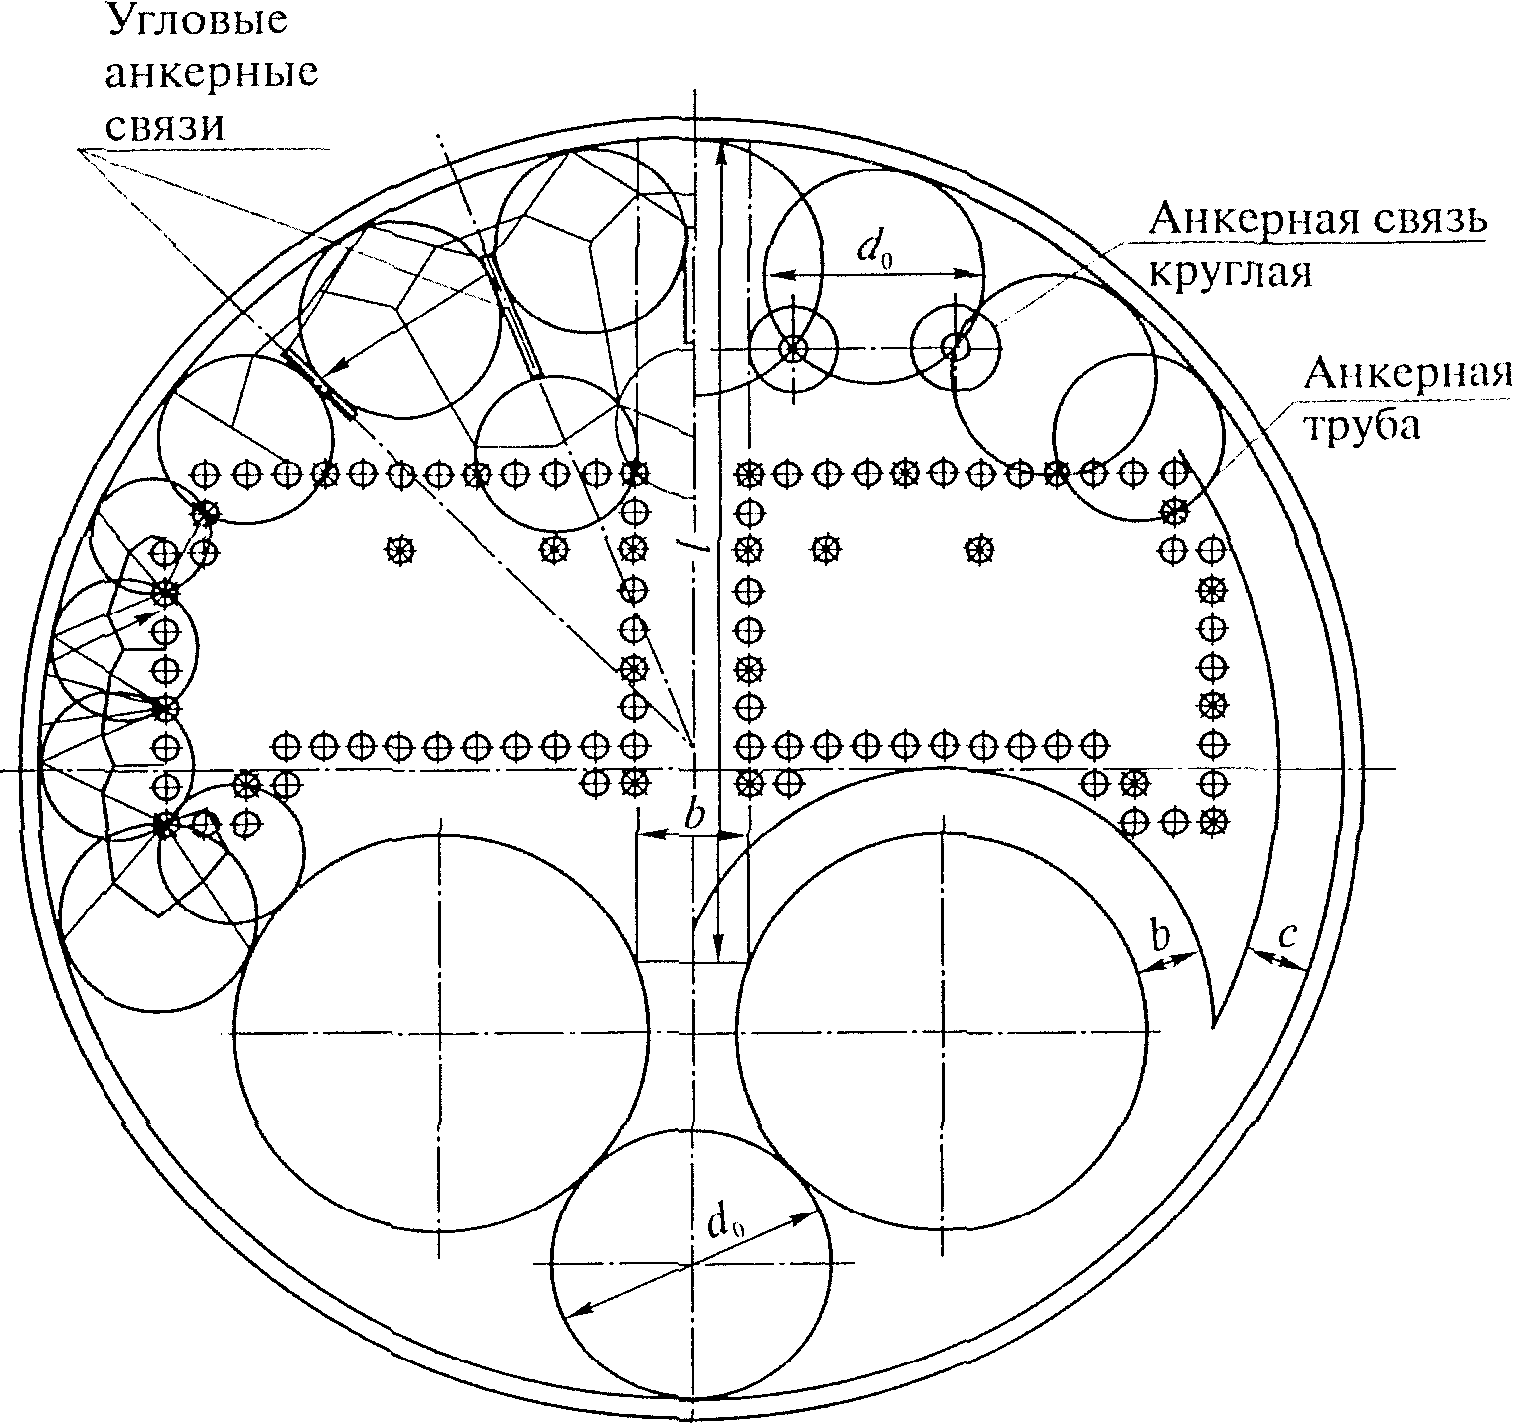 Угловые
анкерные
связи
Анкерная связь
круглая
d₀
Анкерная
труба
l
b
b
c
d₀